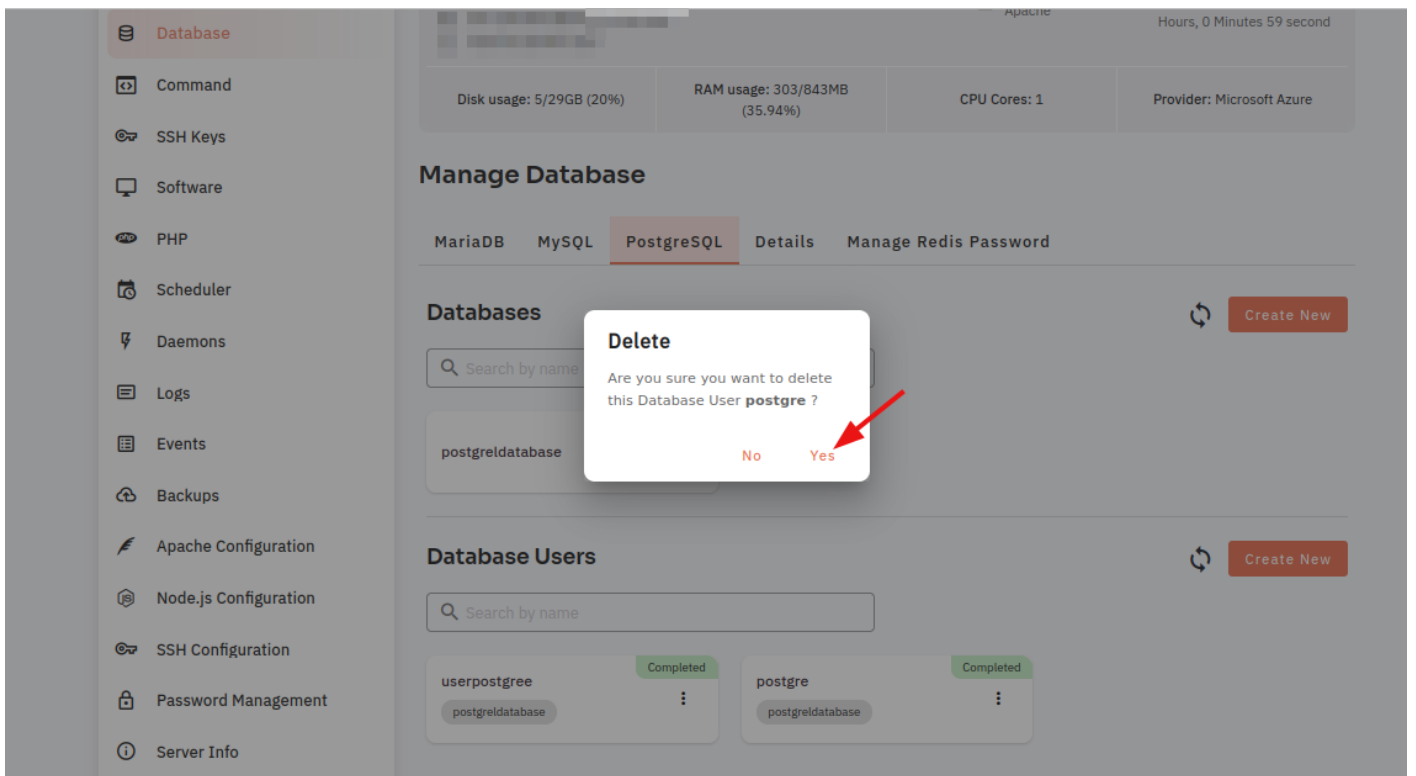 Database
Command
SSH Keys
Software
PHP
Scheduler
Daemons
Logs
Events
Backups
Apache Configuration
Node.js Configuration
SSH Configuration
Password Management
Server Info
Apache
Hours, 0 Minutes 59 second
Disk usage: 5/29GB (20%)
RAM usage: 303/843MB
(35.94%)
CPU Cores: 1
Provider: Microsoft Azure
Manage Database
MariaDB
MySQL
PostgreSQL
Details
Manage Redis Password
Databases
Create New
Search by name
postgreldatabase
Delete
Are you sure you want to delete
this Database User postgre ?
No
Yes
Database Users
Create New
Search by name
userpostgree
Completed
postgreldatabase
postgre
Completed
postgreldatabase